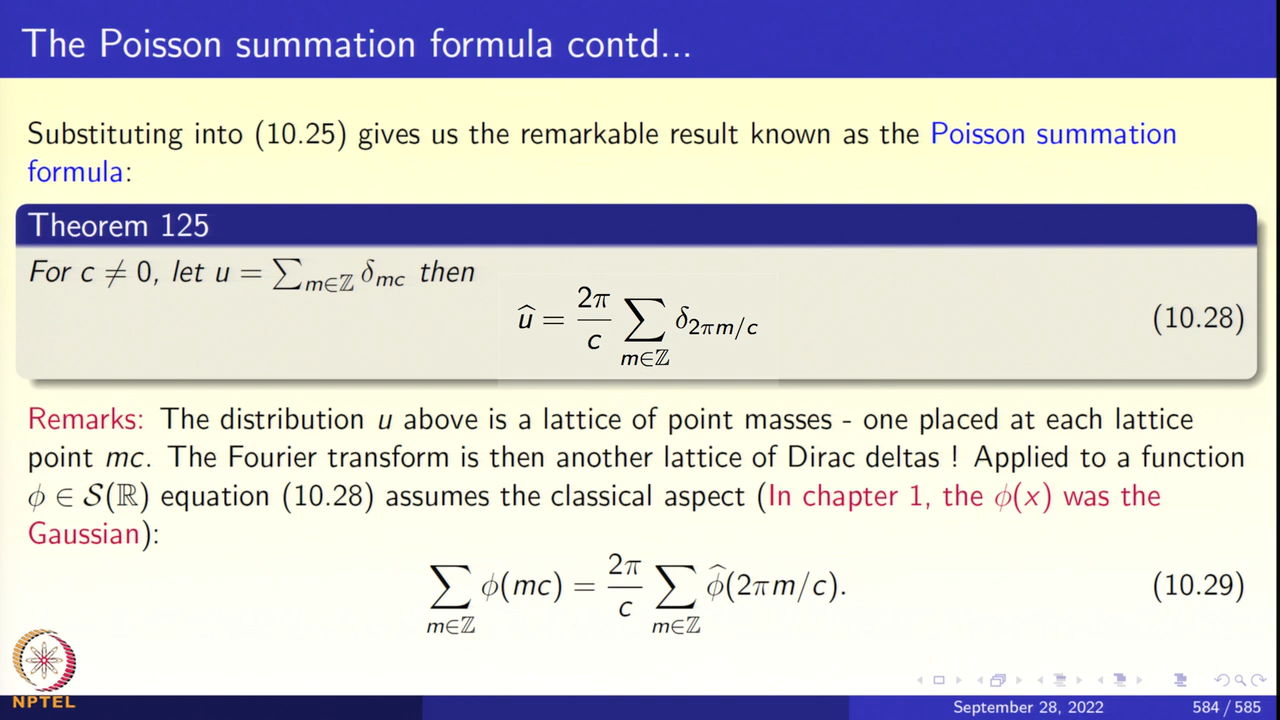 The Poisson summation formula contd...
Substituting into (10.25) gives us the remarkable result known as the Poisson summation
formula:
Theorem 125
For c ≠ 0, let u = ∑_{m∈ℤ} δ_{mc} then
û = 2π/c ∑_{m∈ℤ} δ_{2πm/c} (10.28)
Remarks: The distribution u above is a lattice of point masses - one placed at each lattice
point mc. The Fourier transform is then another lattice of Dirac deltas ! Applied to a function
ϕ ∈ 𝒮(ℝ) equation (10.28) assumes the classical aspect (In chapter 1, the ϕ(x) was the
Gaussian):
∑_{m∈ℤ} ϕ(mc) = 2π/c ∑_{m∈ℤ} ϕ̂(2πm/c). (10.29)
NPTEL
September 28, 2022 584 / 585